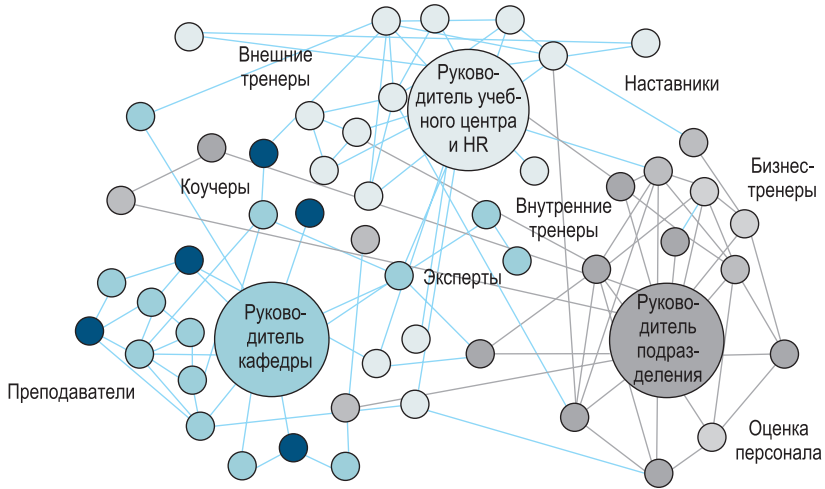 Внешние
тренеры
Руково-
дитель учеб-
ного центра
и HR
Наставники
Коучеры
Бизнес-
тренеры
Внутренние
тренеры
Эксперты
Руково-
дитель
кафедры
Руково-
дитель
подраз-
деления
Преподаватели
Оценка
персонала